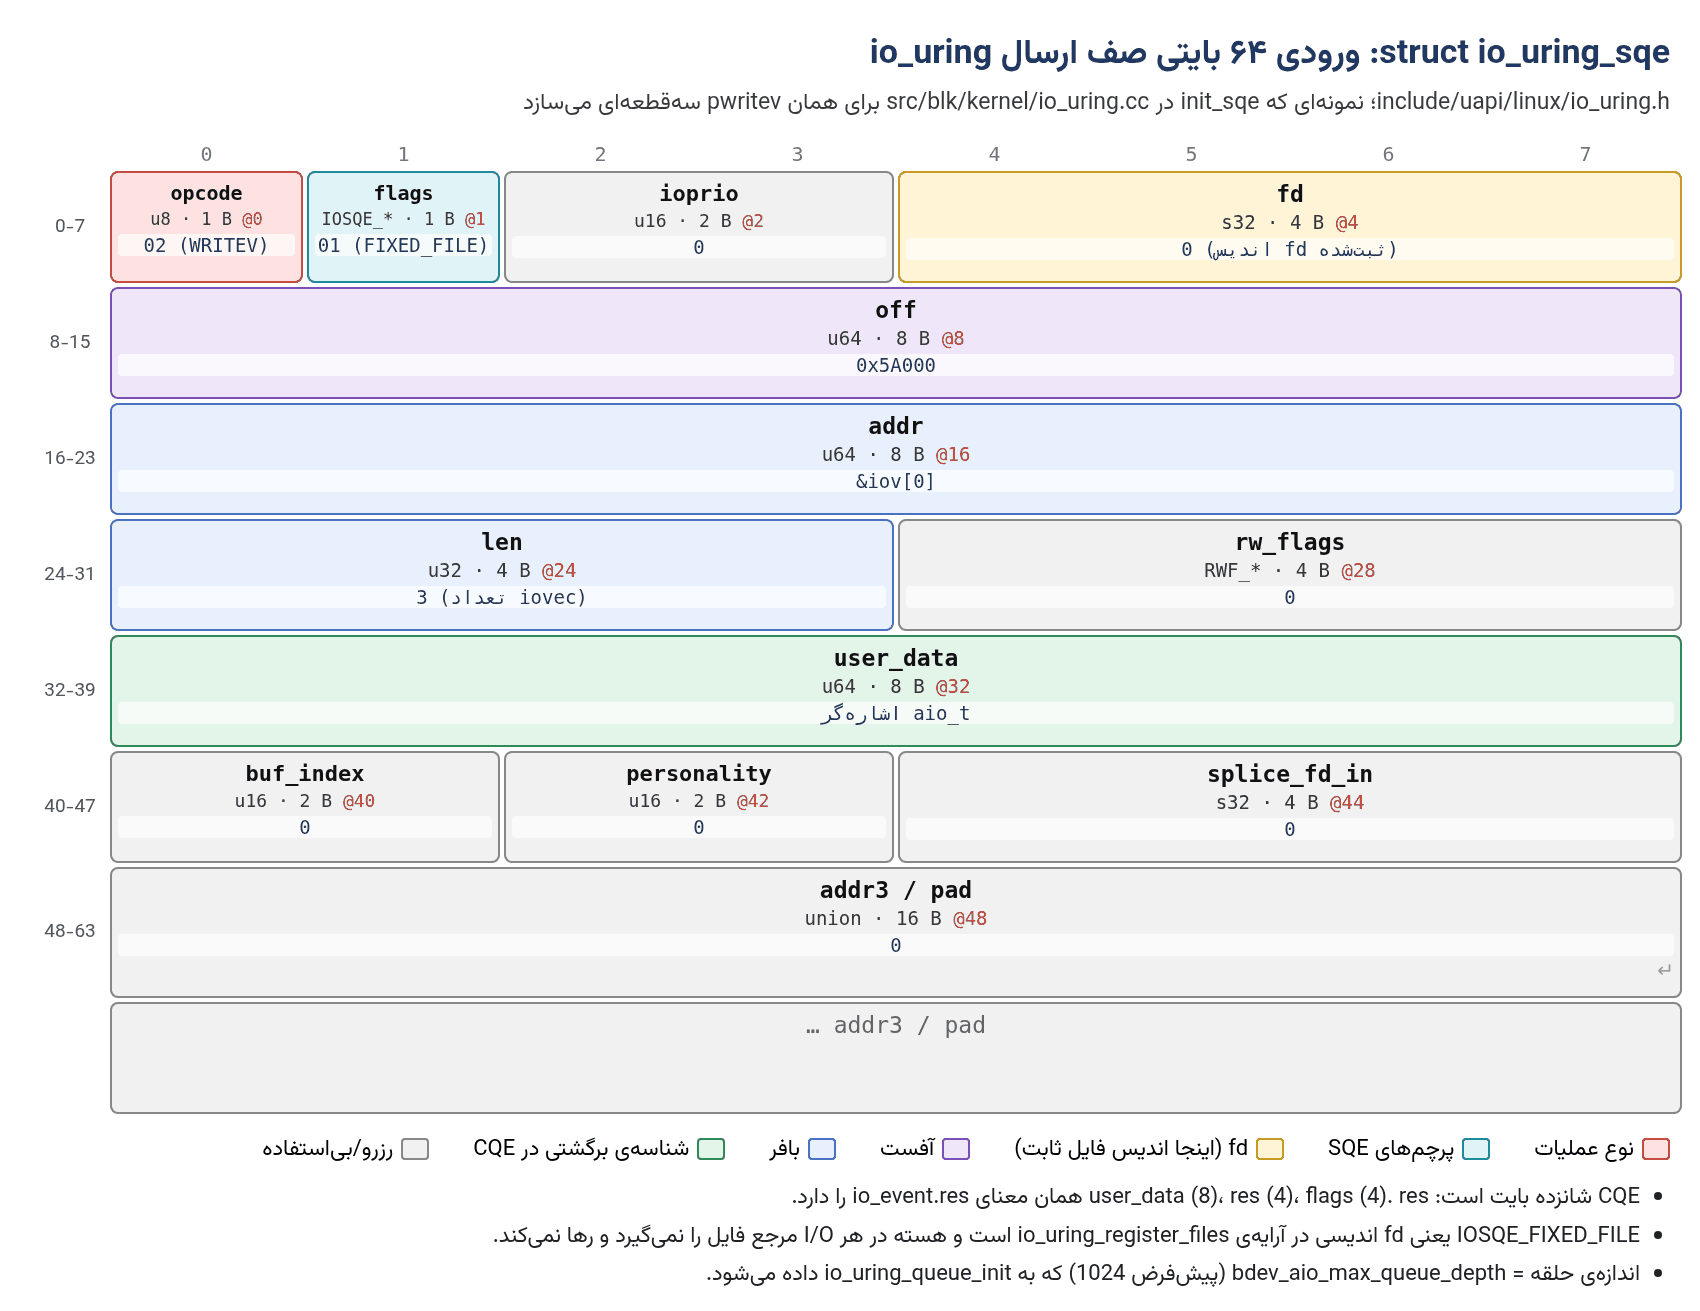 struct io_uring_sqe: ورودی ۶۴ بایتی صف ارسال io_uring
include/uapi/linux/io_uring.h؛ نمونه‌ای که init_sqe در src/blk/kernel/io_uring.cc برای همان pwritev سه‌قطعه‌ای می‌سازد
0 1 2 3 4 5 6 7
0-7
opcode
u8 · 1 B @0
02 (WRITEV)
flags
IOSQE_* · 1 B @1
01 (FIXED_FILE)
ioprio
u16 · 2 B @2
0
fd
s32 · 4 B @4
0 (اندیس fd ثبت‌شده)
8-15
off
u64 · 8 B @8
0x5A000
16-23
addr
u64 · 8 B @16
&iov[0]
24-31
len
u32 · 4 B @24
3 (تعداد iovec)
rw_flags
RWF_* · 4 B @28
0
32-39
user_data
u64 · 8 B @32
اشاره‌گر aio_t
40-47
buf_index
u16 · 2 B @40
0
personality
u16 · 2 B @42
0
splice_fd_in
s32 · 4 B @44
0
48-63
addr3 / pad
union · 16 B @48
0
↵
… addr3 / pad
نوع عملیات
پرچم‌های SQE
fd (اینجا اندیس فایل ثابت)
آفست
بافر
شناسه‌ی برگشتی در CQE
رزرو/بی‌استفاده
• CQE شانزده بایت است: user_data (8)، res (4)، flags (4). res همان معنای io_event.res را دارد.
• IOSQE_FIXED_FILE یعنی fd اندیسی در آرایه‌ی io_uring_register_files است و هسته در هر I/O مرجع فایل را نمی‌گیرد و رها نمی‌کند.
• اندازه‌ی حلقه = bdev_aio_max_queue_depth (پیش‌فرض 1024) که به io_uring_queue_init داده می‌شود.